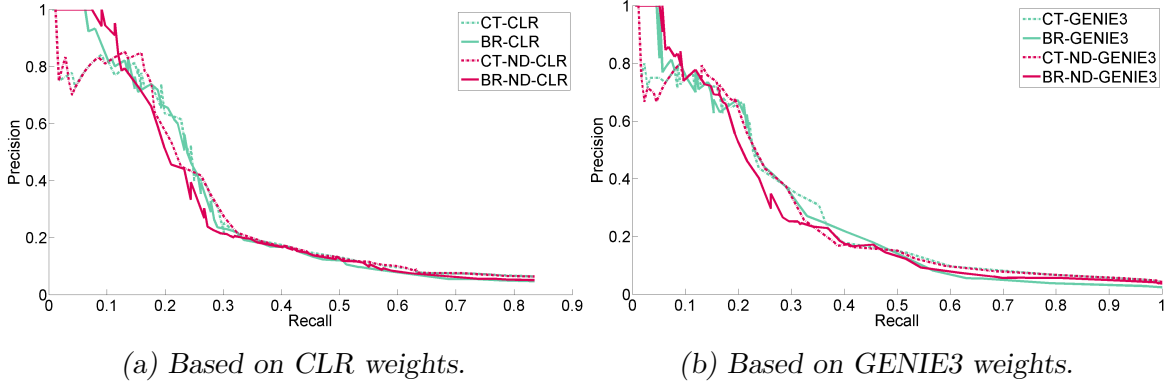 CT-CLR
BR-CLR
CT-ND-CLR
BR-ND-CLR
Precision
1
0.8
0.6
0.4
0.2
0
0 0.1 0.2 0.3 0.4 0.5 0.6 0.7 0.8 0.9
Recall
(a) Based on CLR weights.
CT-GENIE3
BR-GENIE3
CT-ND-GENIE3
BR-ND-GENIE3
Precision
1
0.8
0.6
0.4
0.2
0
0 0.1 0.2 0.3 0.4 0.5 0.6 0.7 0.8 0.9 1
Recall
(b) Based on GENIE3 weights.